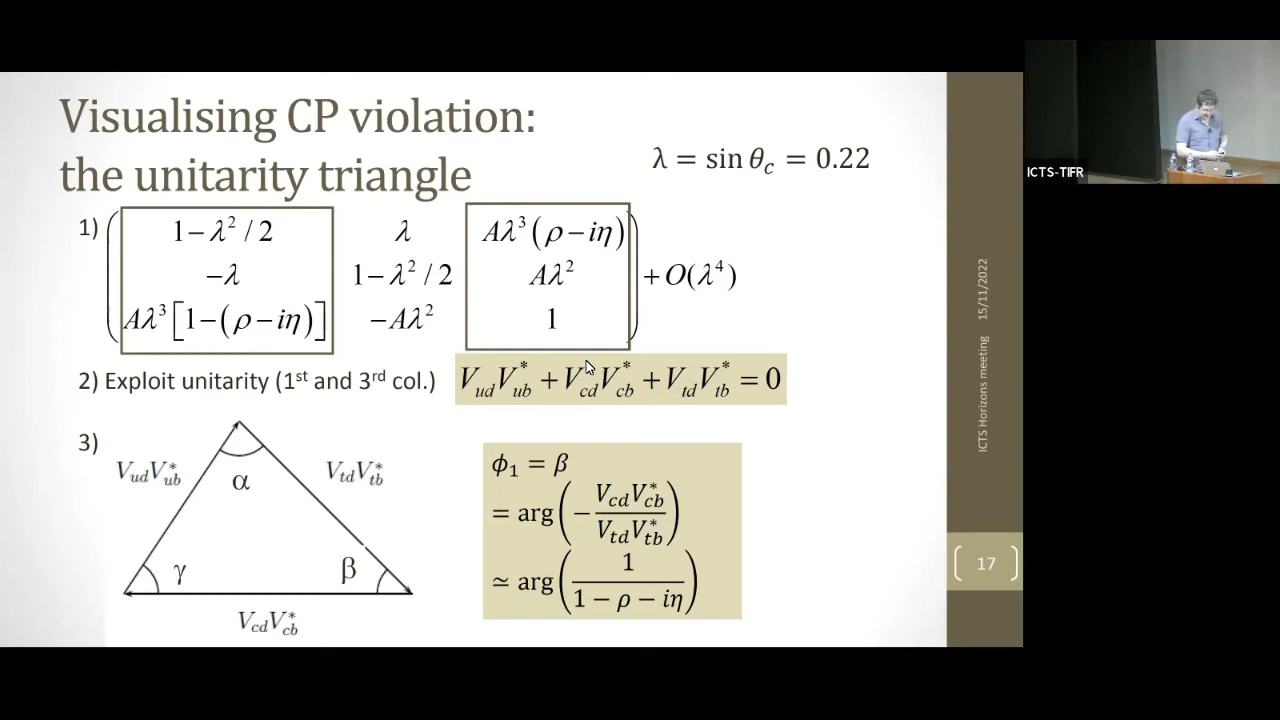 Visualising CP violation:
the unitarity triangle
λ = sin θ_c = 0.22
1)
1−λ² / 2 λ Aλ³(ρ−iη)
−λ 1−λ² / 2 Aλ² + O(λ⁴)
Aλ³[1−(ρ−iη)] −Aλ² 1
2) Exploit unitarity (1st and 3rd col.) V_ud V*_ub + V_cd V*_cb + V_td V*_tb = 0
3)
V_ud V*_ub
V_td V*_tb
α
γ
β
V_cd V*_cb
ϕ₁ = β
= arg(−V_cd V*_cb / V_td V*_tb)
≃ arg(1 / 1 − ρ − iη)
ICTS Horizons meeting 15/11/2022
17
ICTS-TIFR